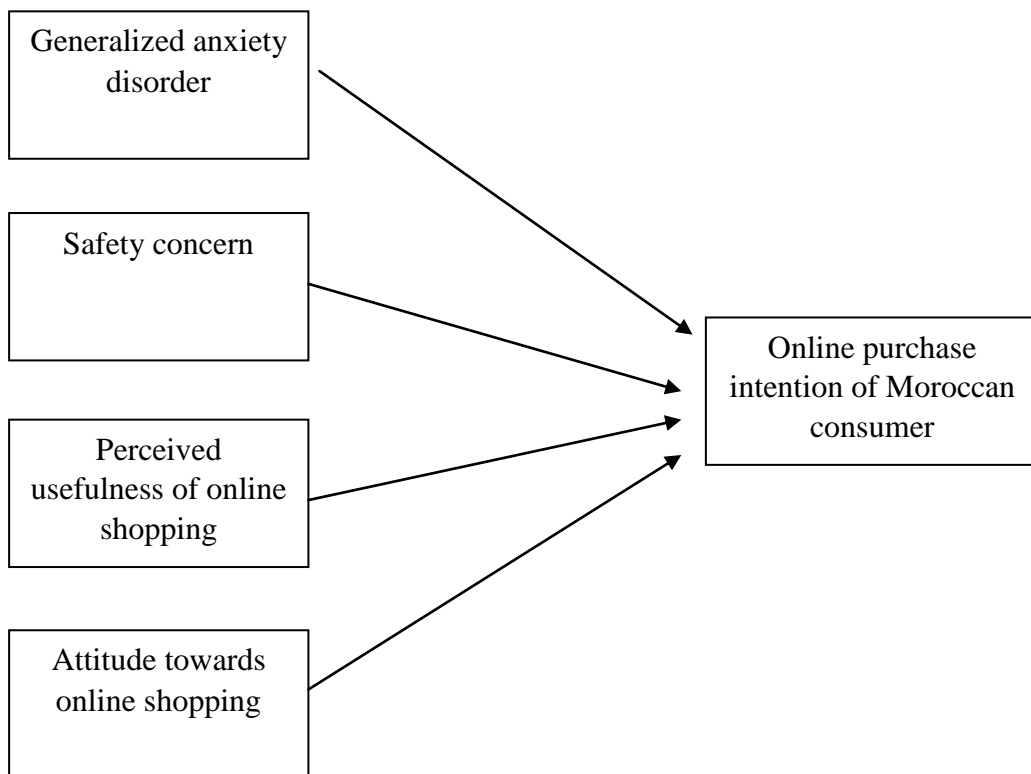 Generalized anxiety
disorder
Safety concern
Perceived
usefulness of online
shopping
Attitude towards
online shopping
Online purchase
intention of Moroccan
consumer